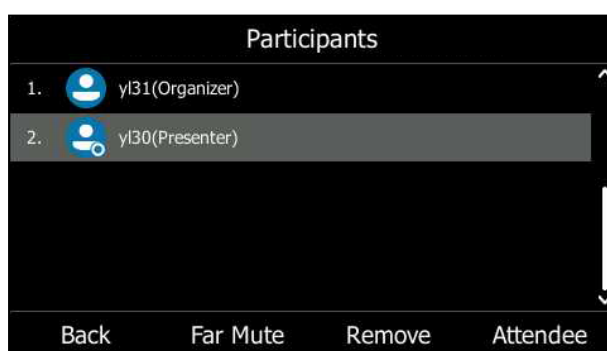 Participants
1. yl31(Organizer)
2. yl30(Presenter)
Back Far Mute Remove Attendee